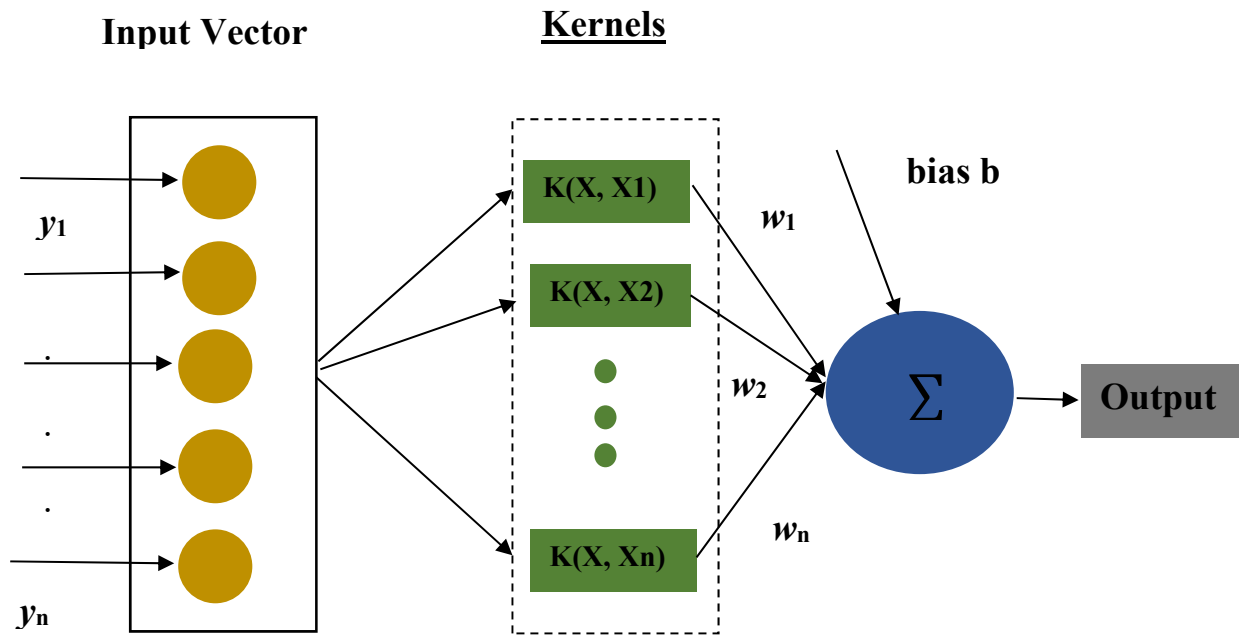 Input Vector
Kernels
y1
.
.
.
yn
K(X, X1)
K(X, X2)
K(X, Xn)
w1
w2
wn
bias b
∑
Output